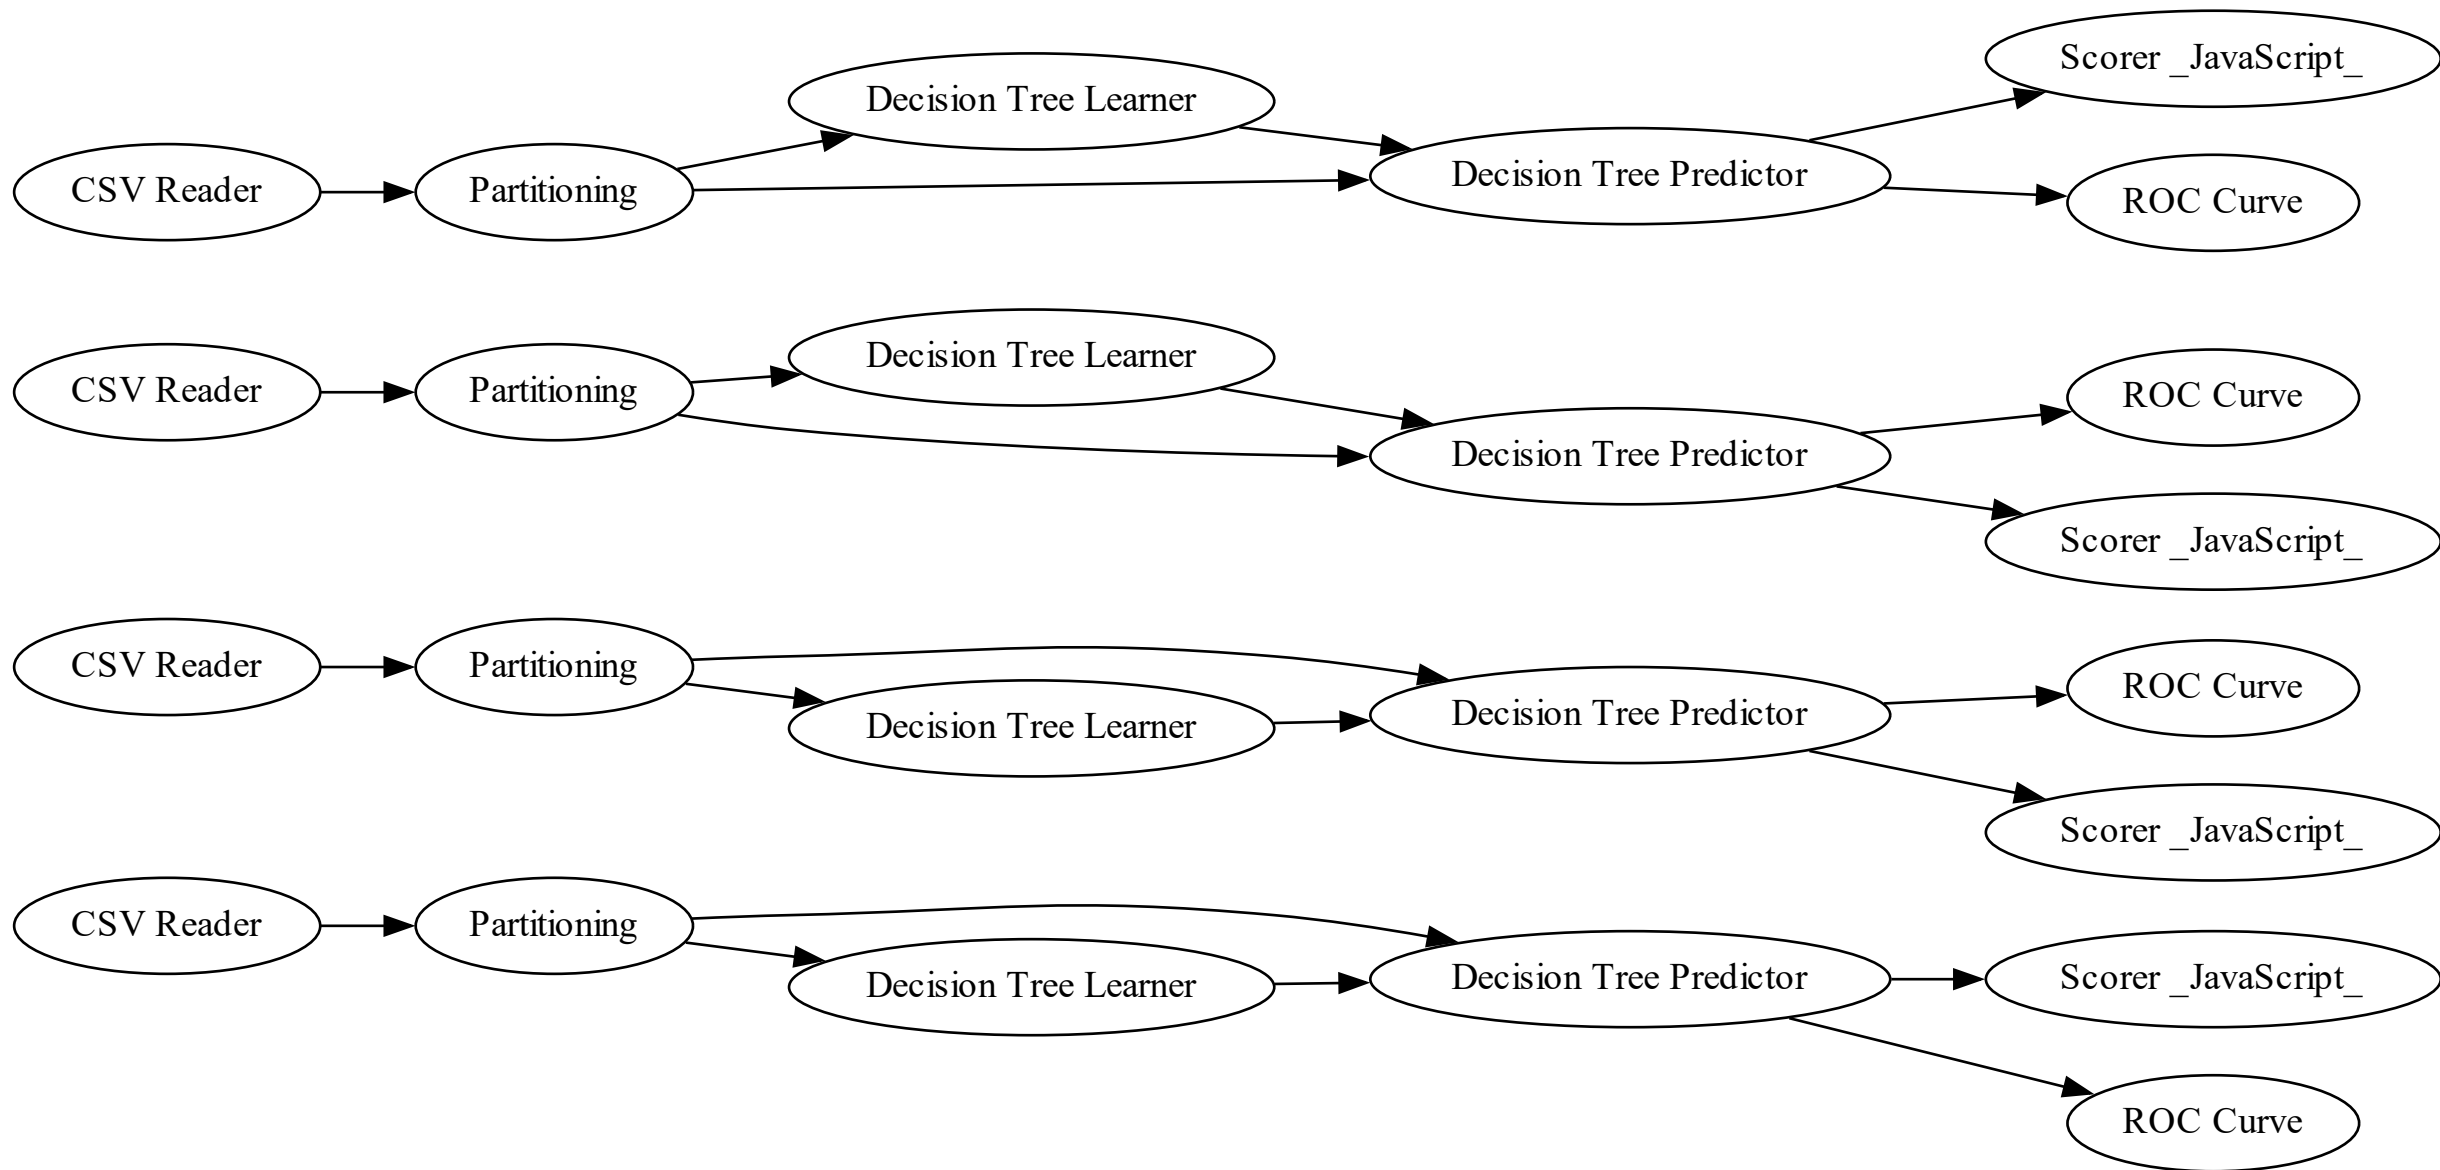 Scorer _JavaScript_
Decision Tree Learner
CSV Reader
Partitioning
Decision Tree Predictor
ROC Curve
Decision Tree Learner
CSV Reader
Partitioning
ROC Curve
Decision Tree Predictor
Scorer _JavaScript_
CSV Reader
Partitioning
Decision Tree Learner
Decision Tree Predictor
ROC Curve
Scorer _JavaScript_
CSV Reader
Partitioning
Decision Tree Learner
Decision Tree Predictor
Scorer _JavaScript_
ROC Curve